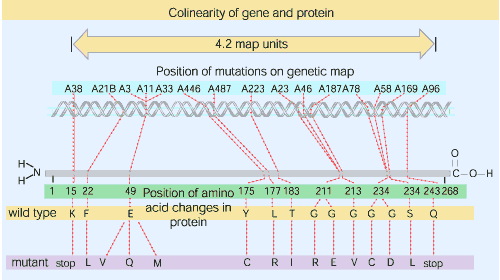 Colinearity of gene and protein
4.2 map units
Position of mutations on genetic map
A38 A21B A3 A11 A33 A446 A487 A223 A23 A46 A187 A78 A58 A169 A96
H
N
H
O
C—O—H
1 15 22 49 Position of amino acid changes in protein 175 177 183 211 213 234 234 243 268
wild type K F E Y L T G G G G G S Q
mutant stop L V Q M C R I R E V C D L stop